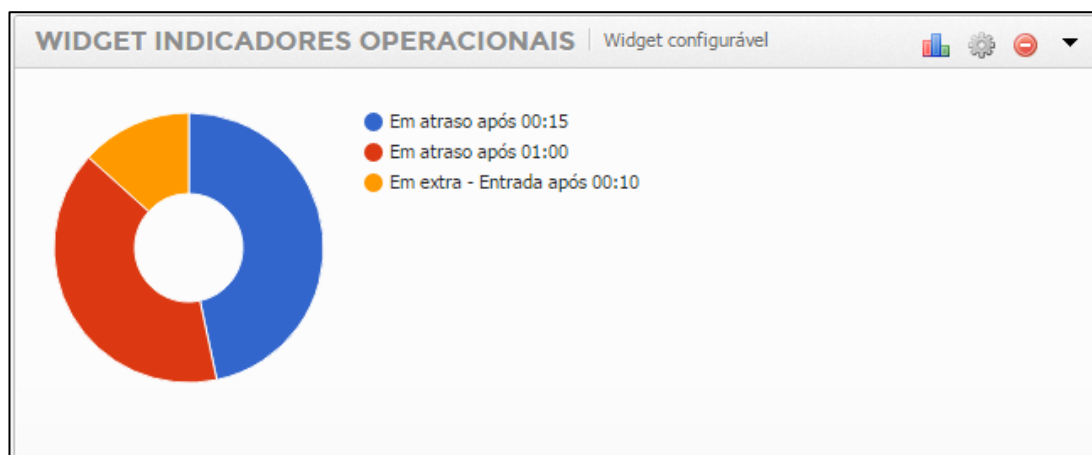 WIDGET INDICADORES OPERACIONAIS Widget configurável
Em atraso após 00:15
Em atraso após 01:00
Em extra - Entrada após 00:10